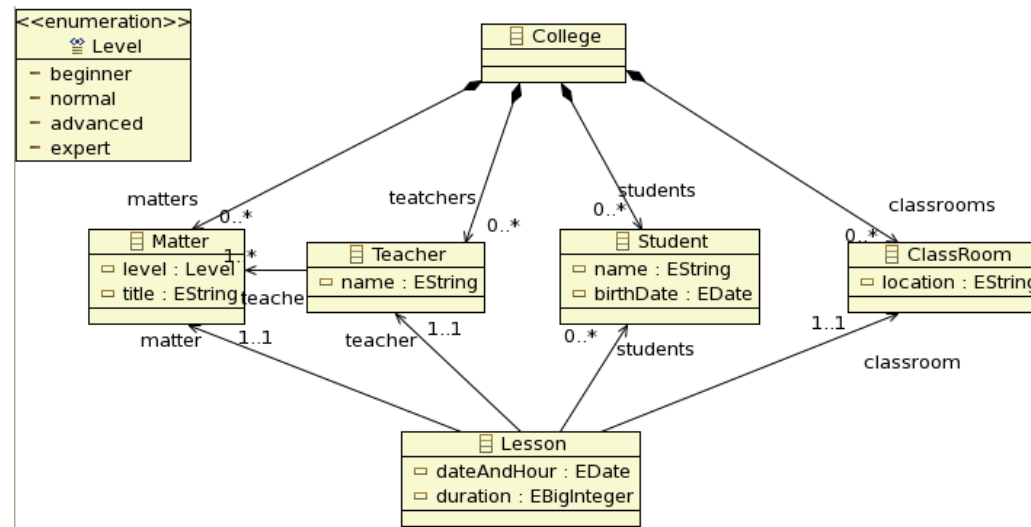 <<enumeration>>
Level
beginner
normal
advanced
expert
College
matters
0..*
teatchers
0..*
students
0..*
classrooms
0..*
Matter
level : Level
title : EString
1..*
teache
Teacher
name : EString
Student
name : EString
birthDate : EDate
ClassRoom
location : EString
matter
1..1
teacher
1..1
0..*
students
1..1
classroom
Lesson
dateAndHour : EDate
duration : EBigInteger